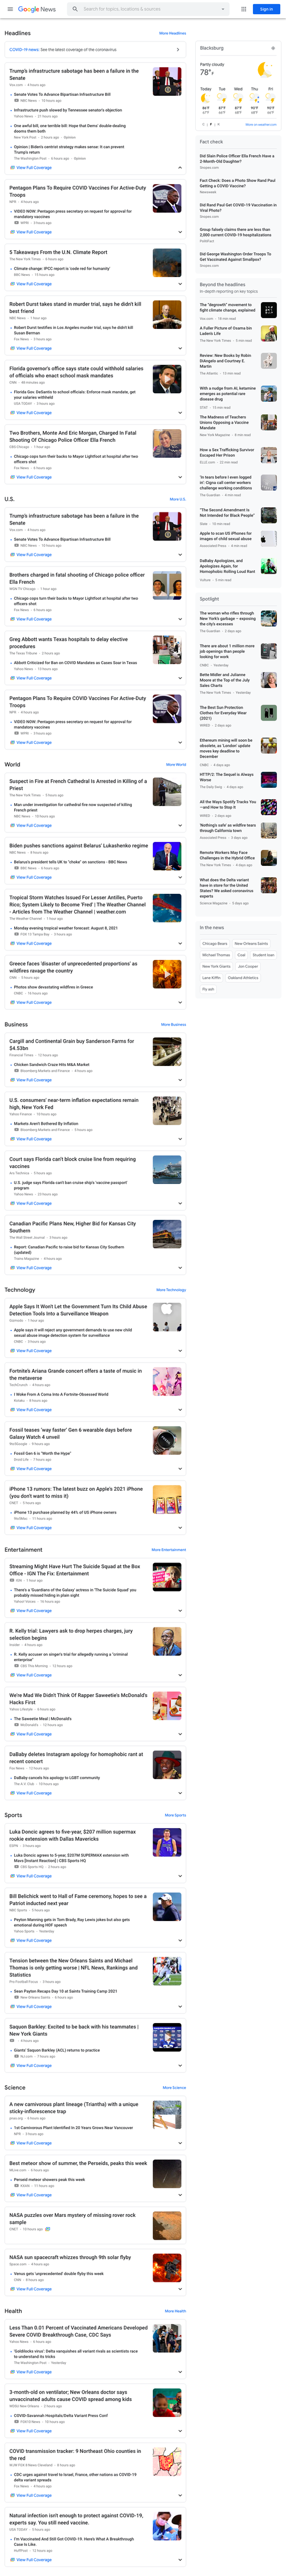 Google News
Search for topics, locations & sources
Sign in
Headlines
More Headlines
COVID-19 news: See the latest coverage of the coronavirus
Trump's insurrection sabotage has been a failure in the
Senate
Senate Votes To Advance Bipartisan Infrastructure Bill
Infrastructure push slowed by Tennessee senator's objection
One awful bill, one terrible bill: Hope that Dems' double-dealing
dooms them both
Opinion | Biden's centrist strategy makes sense: It can prevent
Trump's return
View Full Coverage
Pentagon Plans To Require COVID Vaccines For Active-Duty
Troops
VIDEO NOW: Pentagon press secretary on request for approval for
mandatory vaccines
View Full Coverage
5 Takeaways From the U.N. Climate Report
Climate change: IPCC report is 'code red for humanity'
View Full Coverage
Robert Durst takes stand in murder trial, says he didn't kill
best friend
Robert Durst testifies in Los Angeles murder trial, says he didn't kill
Susan Berman
View Full Coverage
Florida governor's office says state could withhold salaries
of officials who enact school mask mandates
Florida Gov. DeSantis to school officials: Enforce mask mandate, get
your salaries withheld
View Full Coverage
Two Brothers, Monte And Eric Morgan, Charged In Fatal
Shooting Of Chicago Police Officer Ella French
Chicago cops turn their backs to Mayor Lightfoot at hospital after two
officers shot
View Full Coverage
U.S.
More U.S.
Trump's insurrection sabotage has been a failure in the
Senate
Senate Votes To Advance Bipartisan Infrastructure Bill
View Full Coverage
Brothers charged in fatal shooting of Chicago police officer
Ella French
Chicago cops turn their backs to Mayor Lightfoot at hospital after two
officers shot
View Full Coverage
Greg Abbott wants Texas hospitals to delay elective
procedures
Abbott Criticized for Ban on COVID Mandates as Cases Soar in Texas
View Full Coverage
Pentagon Plans To Require COVID Vaccines For Active-Duty
Troops
VIDEO NOW: Pentagon press secretary on request for approval for
mandatory vaccines
View Full Coverage
World
More World
Suspect in Fire at French Cathedral Is Arrested in Killing of a
Priest
Man under investigation for cathedral fire now suspected of killing
French priest
View Full Coverage
Biden pushes sanctions against Belarus' Lukashenko regime
Belarus's president tells UK to "choke" on sanctions - BBC News
View Full Coverage
Tropical Storm Watches Issued For Lesser Antilles, Puerto
Rico; System Likely to Become 'Fred' | The Weather Channel
- Articles from The Weather Channel | weather.com
Monday evening tropical weather forecast: August 8, 2021
View Full Coverage
Greece faces 'disaster of unprecedented proportions' as
wildfires ravage the country
Photos show devastating wildfires in Greece
View Full Coverage
Business
More Business
Cargill and Continental Grain buy Sanderson Farms for
$4.53bn
Chicken Sandwich Craze Hits M&A Market
View Full Coverage
U.S. consumers' near-term inflation expectations remain
high, New York Fed
Markets Aren't Bothered By Inflation
View Full Coverage
Court says Florida can't block cruise line from requiring
vaccines
U.S. judge says Florida can't ban cruise ship's 'vaccine passport'
program
View Full Coverage
Canadian Pacific Plans New, Higher Bid for Kansas City
Southern
Report: Canadian Pacific to raise bid for Kansas City Southern
(updated)
View Full Coverage
Technology
More Technology
Apple Says It Won't Let the Government Turn Its Child Abuse
Detection Tools Into a Surveillance Weapon
Apple says it will reject any government demands to use new child
sexual abuse image detection system for surveillance
View Full Coverage
Fortnite's Ariana Grande concert offers a taste of music in
the metaverse
I Woke From A Coma Into A Fortnite-Obsessed World
View Full Coverage
Fossil teases 'way faster' Gen 6 wearable days before
Galaxy Watch 4 unveil
Fossil Gen 6 is "Worth the Hype"
View Full Coverage
iPhone 13 rumors: The latest buzz on Apple's 2021 iPhone
(you don't want to miss it)
iPhone 13 purchase planned by 44% of US iPhone owners
View Full Coverage
Entertainment
More Entertainment
Streaming Might Have Hurt The Suicide Squad at the Box
Office - IGN The Fix: Entertainment
There's a 'Guardians of the Galaxy' actress in 'The Suicide Squad' you
probably missed hiding in plain sight
View Full Coverage
R. Kelly trial: Lawyers ask to drop herpes charges, jury
selection begins
R. Kelly accuser on singer's trial for allegedly running a "criminal
enterprise"
View Full Coverage
We're Mad We Didn't Think Of Rapper Saweetie's McDonald's
Hacks First
The Saweetie Meal | McDonald's
View Full Coverage
DaBaby deletes Instagram apology for homophobic rant at
recent concert
DaBaby cancels his apology to LGBT community
View Full Coverage
Sports
More Sports
Luka Doncic agrees to five-year, $207 million supermax
rookie extension with Dallas Mavericks
Luka Doncic agrees to 5-year, $207M SUPERMAX extension with
Mavs [Instant Reaction] | CBS Sports HQ
View Full Coverage
Bill Belichick went to Hall of Fame ceremony, hopes to see a
Patriot inducted next year
Peyton Manning gets in Tom Brady, Ray Lewis jokes but also gets
emotional during HOF speech
View Full Coverage
Tension between the New Orleans Saints and Michael
Thomas is only getting worse | NFL News, Rankings and
Statistics
Sean Payton Recaps Day 10 at Saints Training Camp 2021
View Full Coverage
Saquon Barkley: Excited to be back with his teammates |
New York Giants
Giants' Saquon Barkley (ACL) returns to practice
View Full Coverage
Science
More Science
A new carnivorous plant lineage (Triantha) with a unique
sticky-inflorescence trap
1st Carnivorous Plant Identified In 20 Years Grows Near Vancouver
View Full Coverage
Best meteor show of summer, the Perseids, peaks this week
Perseid meteor showers peak this week
View Full Coverage
NASA puzzles over Mars mystery of missing rover rock
sample
NASA sun spacecraft whizzes through 9th solar flyby
Venus gets 'unprecedented' double flyby this week
View Full Coverage
Health
More Health
Less Than 0.01 Percent of Vaccinated Americans Developed
Severe COVID Breakthrough Case, CDC Says
'Goldilocks virus': Delta vanquishes all variant rivals as scientists race
to understand its tricks
View Full Coverage
3-month-old on ventilator; New Orleans doctor says
unvaccinated adults cause COVID spread among kids
COVID-Savannah Hospitals/Delta Variant Press Conf
View Full Coverage
COVID transmission tracker: 9 Northeast Ohio counties in
the red
CDC urges against travel to Israel, France, other nations as COVID-19
delta variant spreads
View Full Coverage
Natural infection isn't enough to protect against COVID-19,
experts say. You still need vaccine.
I'm Vaccinated And Still Got COVID-19. Here's What A Breakthrough
Case Is Like.
View Full Coverage
Blacksburg
Partly cloudy
78°F
Today Tue Wed Thu Fri
More on weather.com
Fact check
Did Slain Police Officer Ella French Have a
2-Month-Old Daughter?
Fact Check: Does a Photo Show Rand Paul
Getting a COVID Vaccine?
Did Rand Paul Get COVID-19 Vaccination in
Viral Photo?
Group falsely claims there are less than
2,000 current COVID-19 hospitalizations
Did George Washington Order Troops To
Get Vaccinated Against Smallpox?
Beyond the headlines
In-depth reporting on key topics
The "degrowth" movement to
fight climate change, explained
A Fuller Picture of Osama bin
Laden's Life
Review: New Books by Robin
DiAngelo and Courtney E.
Martin
With a nudge from AI, ketamine
emerges as potential rare
disease drug
The Madness of Teachers
Unions Opposing a Vaccine
Mandate
How a Sex Trafficking Survivor
Escaped Her Prison
'In tears before I even logged
in': Ogira call center workers
challenge working conditions
"The Second Amendment Is
Not Intended for Black People"
Apple to scan US iPhones for
images of child sexual abuse
DaBaby Apologizes, and
Apologizes Again, for
Homophobic Rolling Loud Rant
Spotlight
The woman who rifles through
New York's garbage – exposing
the city's excesses
There are about 1 million more
job openings than people
looking for work
Bette Midler and Julianne
Moore at the Top of the July
Sales Charts
The Best Sun Protection
Clothes for Everyday Wear
(2021)
Ethereum mining will soon be
obsolete, as 'London' update
moves key deadline to
December
HTTP/2: The Sequel is Always
Worse
All the Ways Spotify Tracks You
—and How to Stop It
'Nothing's safe' as wildfire tears
through California town
Remote Workers May Face
Challenges in the Hybrid Office
What does the Delta variant
have in store for the United
States? We asked coronavirus
experts
In the news
Chicago Bears
New Orleans Saints
Michael Thomas
Coal
Student loan
New York Giants
Jon Cooper
Lana Griffin
Oakland Athletics
Fly ash